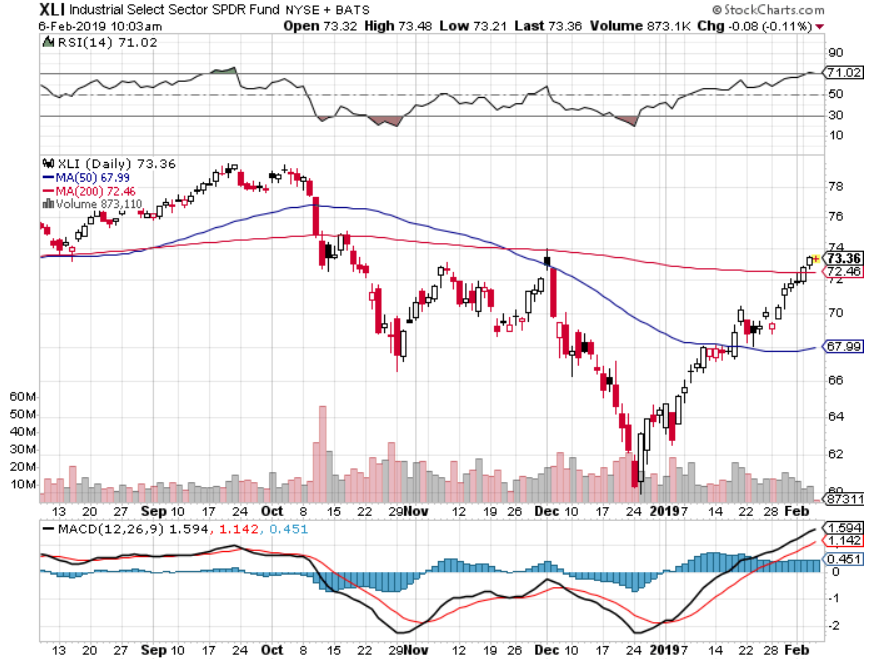 XLI Industrial Select Sector SPDR Fund NYSE + BATS © StockCharts.com
6-Feb-2019 10:03am Open 73.32 High 73.48 Low 73.21 Last 73.36 Volume 873.1K Chg -0.08 (-0.11%)
RSI(14) 71.02
90
71.02
50
30
10
XLI (Daily) 73.36
MA(50) 67.99
MA(200) 72.46
Volume 873,110
78
76
74
73.36
72.46
72
70
67.99
66
64
62
60
87311
60M
50M
40M
30M
20M
10M
13 20 27 Sep 10 17 24 Oct 8 15 22 29 Nov 12 19 26 Dec 10 17 24 2019 7 14 22 28 Feb
MACD(12,26,9) 1.594, 1.142, 0.451
1.594
1.142
0.451
0
-1
-2
13 20 27 Sep 10 17 24 Oct 8 15 22 29 Nov 12 19 26 Dec 10 17 24 2019 7 14 22 28 Feb